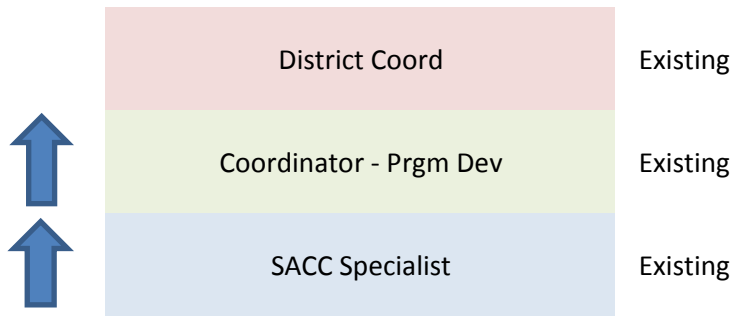 District Coord Existing
Coordinator - Prgm Dev Existing
SACC Specialist Existing